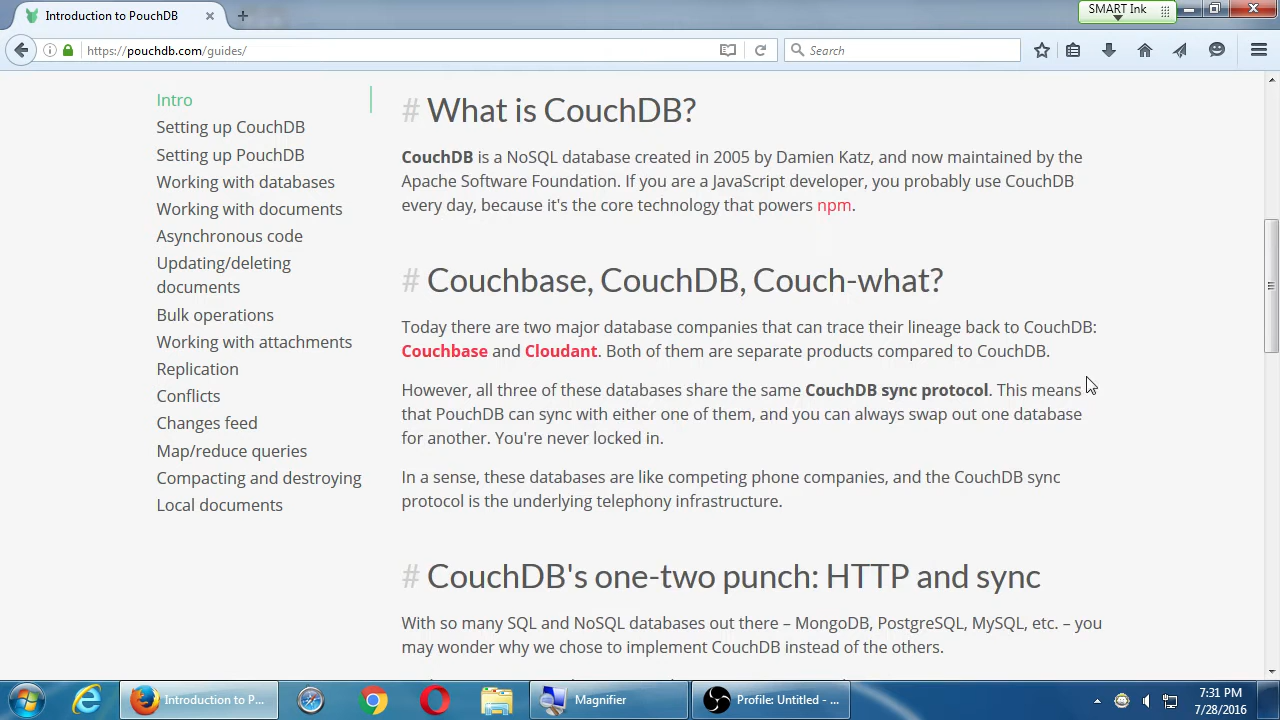 Introduction to PouchDB
SMART Ink
https://pouchdb.com/guides/
Search
Intro
Setting up CouchDB
Setting up PouchDB
Working with databases
Working with documents
Asynchronous code
Updating/deleting
documents
Bulk operations
Working with attachments
Replication
Conflicts
Changes feed
Map/reduce queries
Compacting and destroying
Local documents
# What is CouchDB?
CouchDB is a NoSQL database created in 2005 by Damien Katz, and now maintained by the
Apache Software Foundation. If you are a JavaScript developer, you probably use CouchDB
every day, because it's the core technology that powers npm.
# Couchbase, CouchDB, Couch-what?
Today there are two major database companies that can trace their lineage back to CouchDB:
Couchbase and Cloudant. Both of them are separate products compared to CouchDB.
However, all three of these databases share the same CouchDB sync protocol. This means
that PouchDB can sync with either one of them, and you can always swap out one database
for another. You're never locked in.
In a sense, these databases are like competing phone companies, and the CouchDB sync
protocol is the underlying telephony infrastructure.
# CouchDB's one-two punch: HTTP and sync
With so many SQL and NoSQL databases out there – MongoDB, PostgreSQL, MySQL, etc. – you
may wonder why we chose to implement CouchDB instead of the others.
Introduction to P...
Magnifier
Profile: Untitled - ...
7:31 PM
7/28/2016